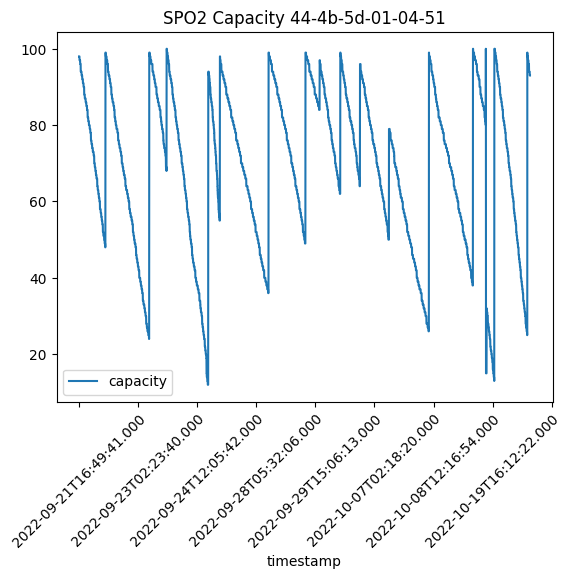 SPO2 Capacity 44-4b-5d-01-04-51
100
80
60
40
20
capacity
2022-09-21T16:49:41.000
2022-09-23T02:23:40.000
2022-09-24T12:05:42.000
2022-09-28T05:32:06.000
2022-09-29T15:06:13.000
2022-10-07T02:18:20.000
2022-10-08T12:16:54.000
2022-10-19T16:12:22.000
timestamp